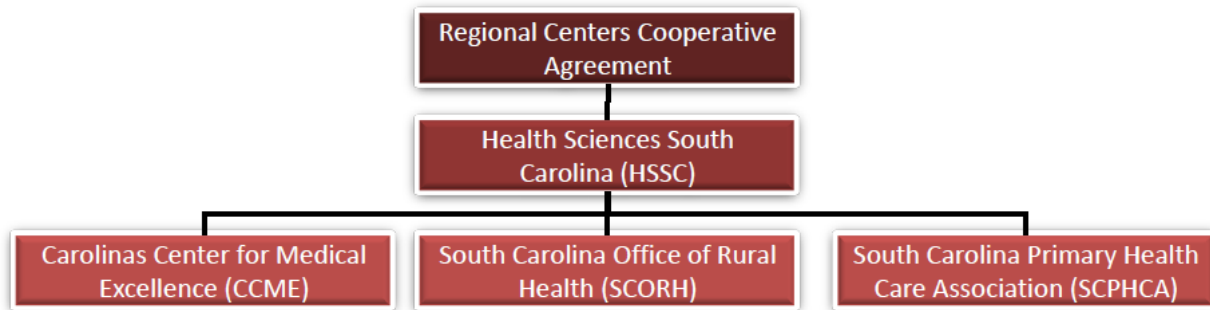 Regional Centers Cooperative
Agreement
Health Sciences South
Carolina (HSSC)
Carolinas Center for Medical
Excellence (CCME)
South Carolina Office of Rural
Health (SCORH)
South Carolina Primary Health
Care Association (SCPHCA)